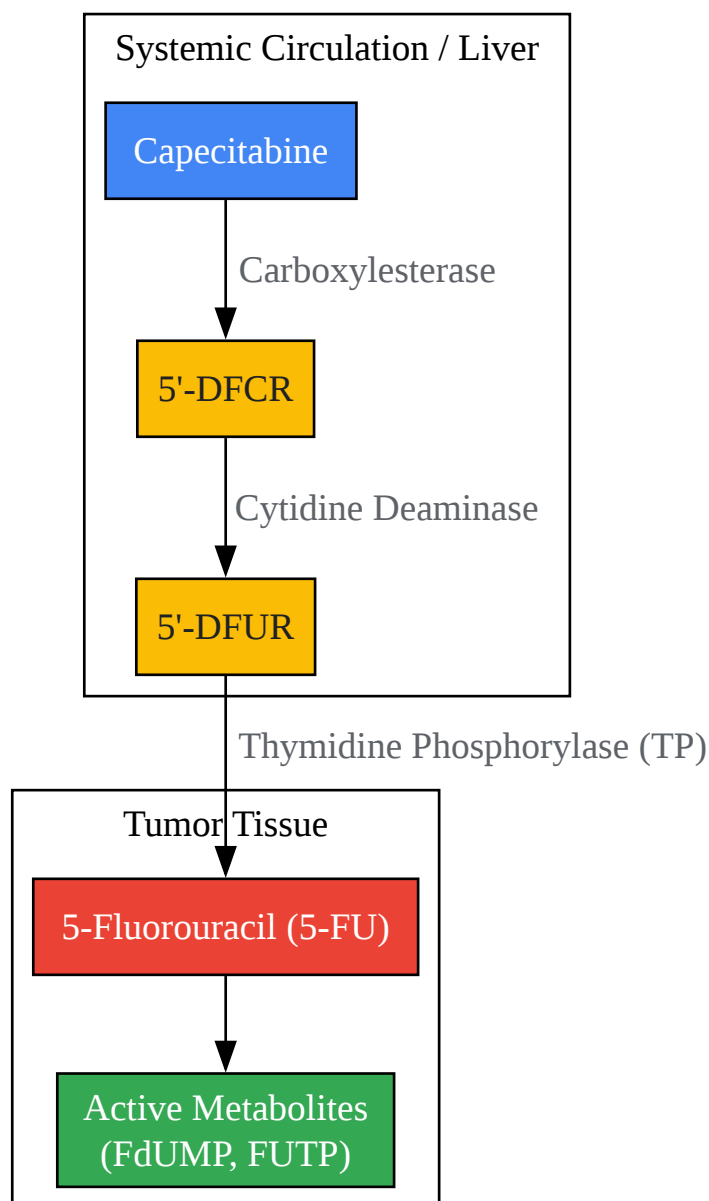 Systemic Circulation / Liver
Capecitabine
Carboxylesterase
5'-DFCR
Cytidine Deaminase
5'-DFUR
Thymidine Phosphorylase (TP)
Tumor Tissue
5-Fluorouracil (5-FU)
Active Metabolites
(FdUMP, FUTP)